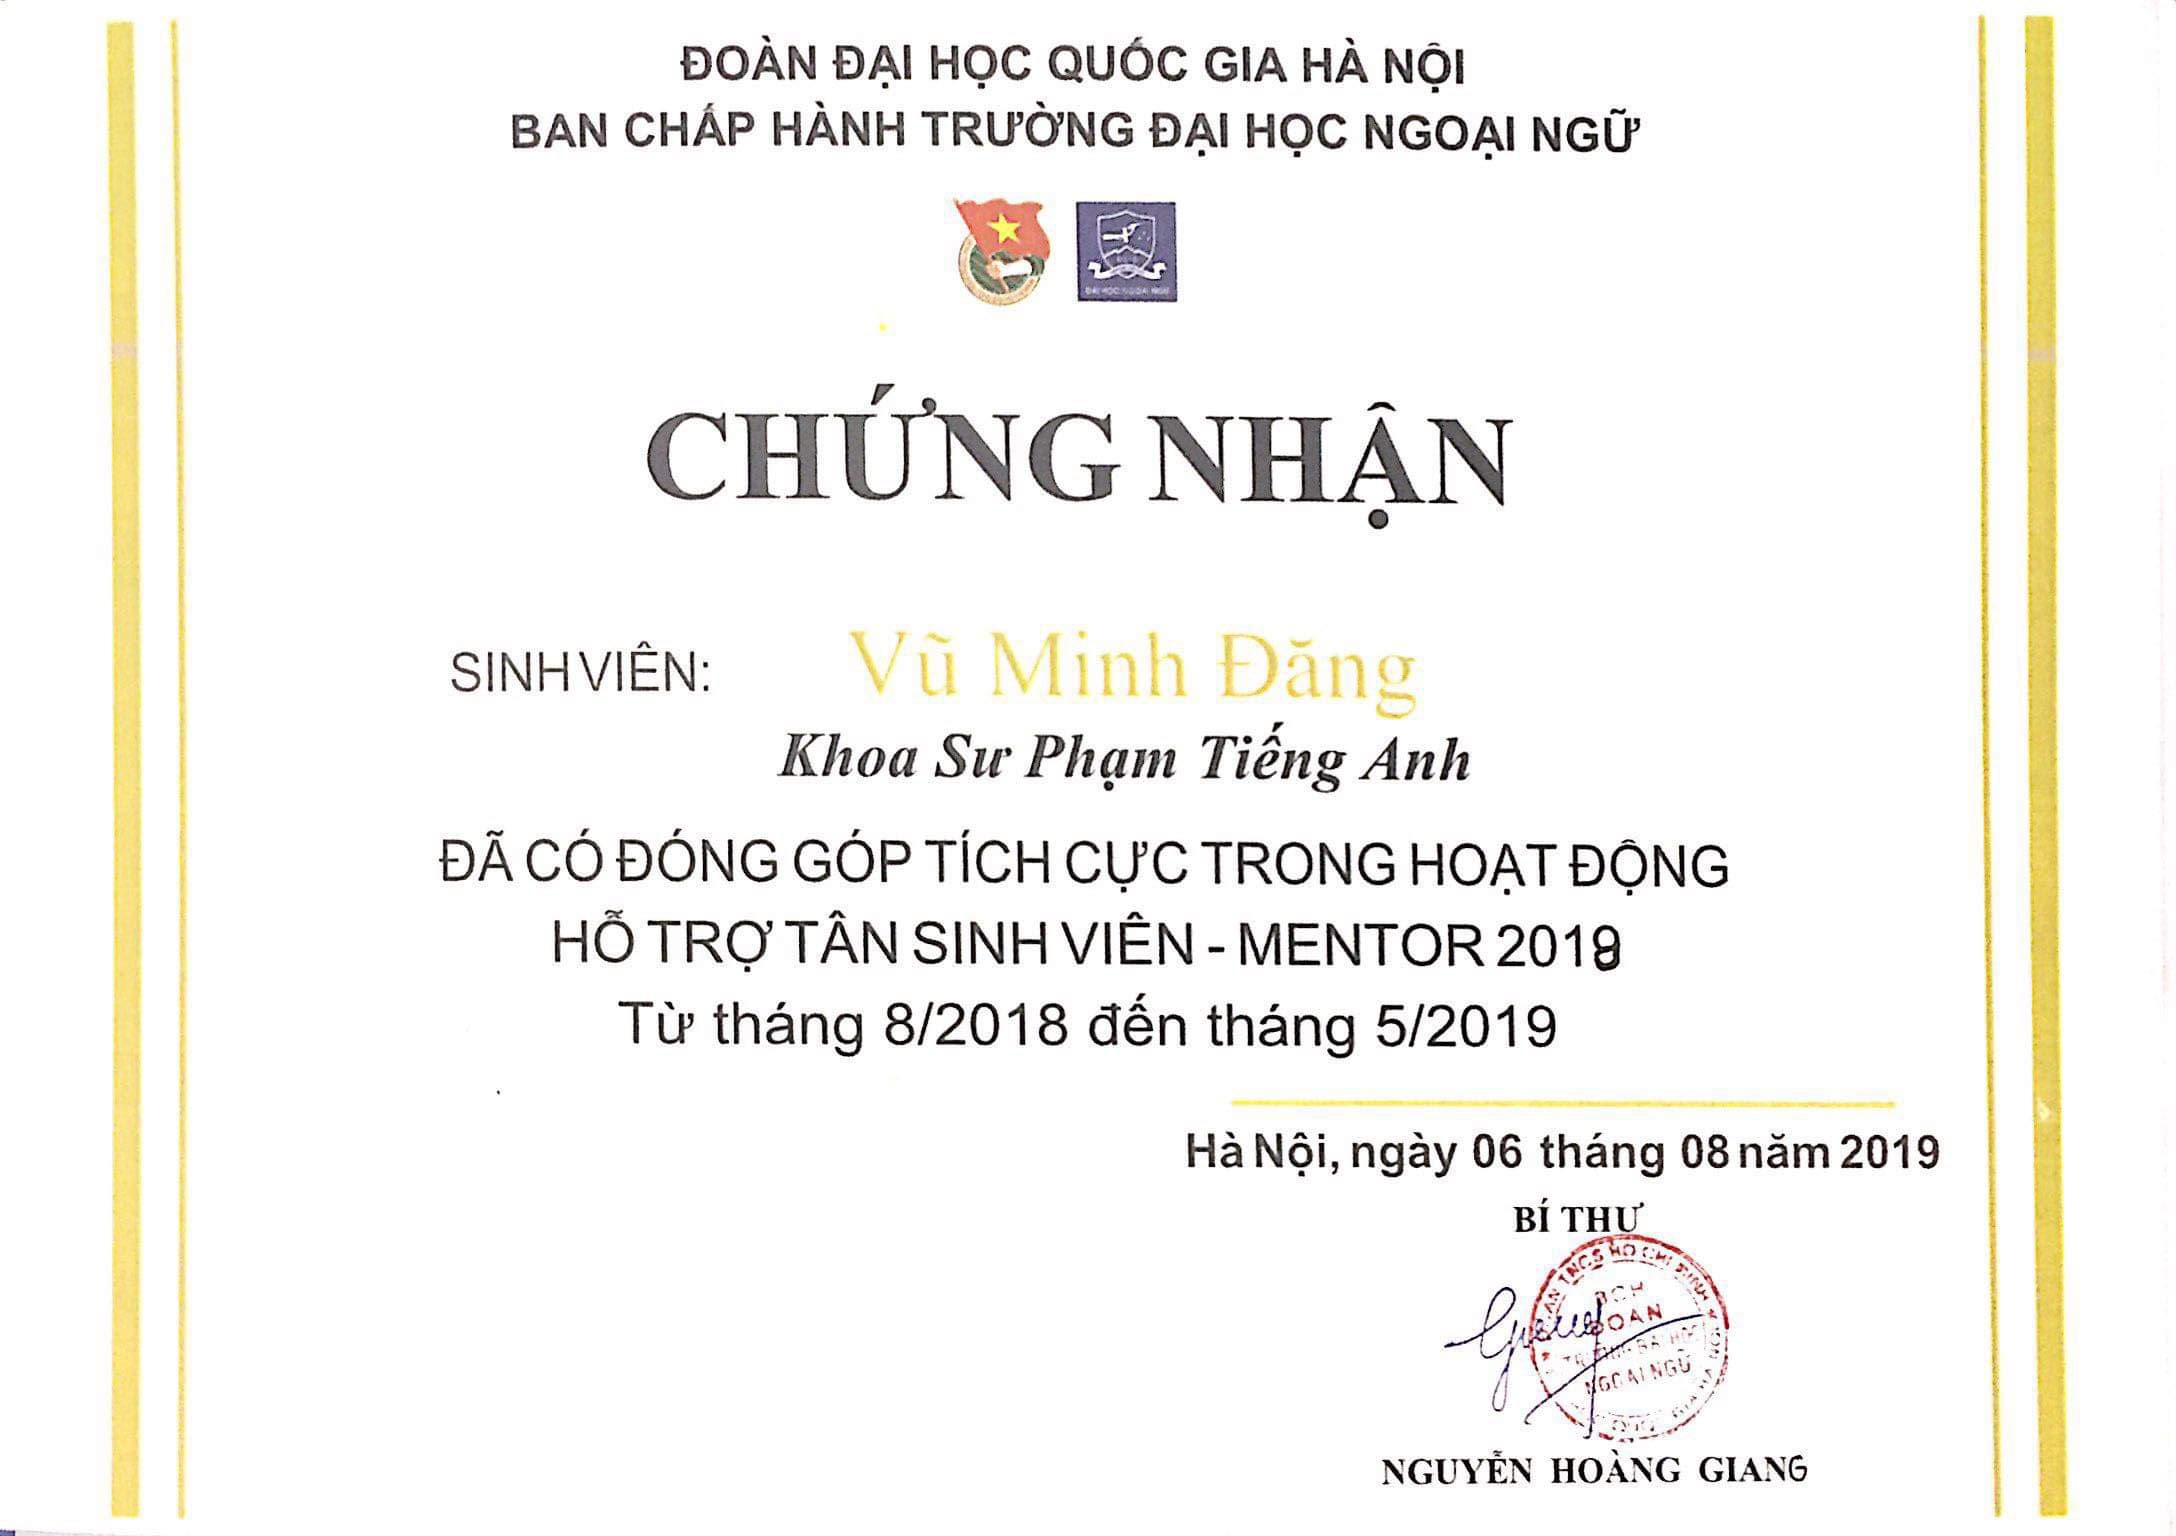 ĐOÀN ĐẠI HỌC QUỐC GIA HÀ NỘI
BAN CHẤP HÀNH TRƯỜNG ĐẠI HỌC NGOẠI NGỮ
ĐẠI HỌC NGOẠI NGỮ
CHỨNG NHẬN
SINH VIÊN: Vũ Minh Đăng
Khoa Sư Phạm Tiếng Anh
ĐÃ CÓ ĐÓNG GÓP TÍCH CỰC TRONG HOẠT ĐỘNG
HỖ TRỢ TÂN SINH VIÊN - MENTOR
Từ tháng 8/2018 đến tháng 5/2019
Hà Nội, ngày 06 tháng 08 năm 2019
BÍ THƯ
TNCS HỒ CHÍ MINH
BCH
ĐOÀN
TRƯỜNG ĐẠI HỌC
NGOẠI NGỮ
NGUYỄN HOÀNG GIANG